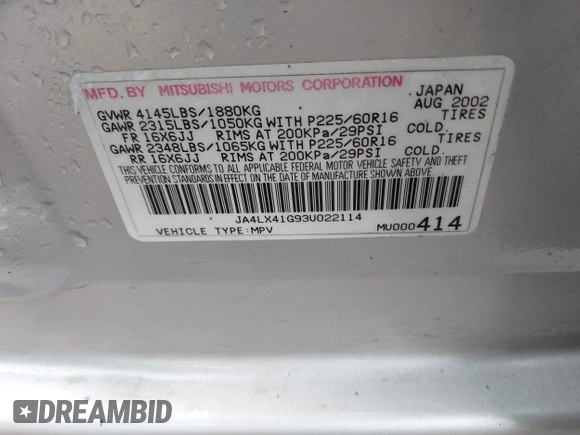 MFD. BY MITSUBISHI MOTORS CORPORATION JAPAN
GVWR 4145LBS/1880KG AUG 2002
GAWR 2315LBS/1050KG WITH P225/60R16 TIRES
FR 16X6JJ RIMS AT 200KPa/29PSI COLD.
GAWR 2348LBS/1065KG WITH P225/60R16 TIRES
RR 16X6JJ RIMS AT 200KPa/29PSI COLD.
THIS VEHICLE CONFORMS TO ALL APPLICABLE FEDERAL MOTOR VEHICLE SAFETY AND THEFT
PREVENTION STANDARDS IN EFFECT ON THE DATE OF MANUFACTURE SHOWN ABOVE.
JA4LX41G93U022114
VEHICLE TYPE:MPV MU000414
DREAMBID